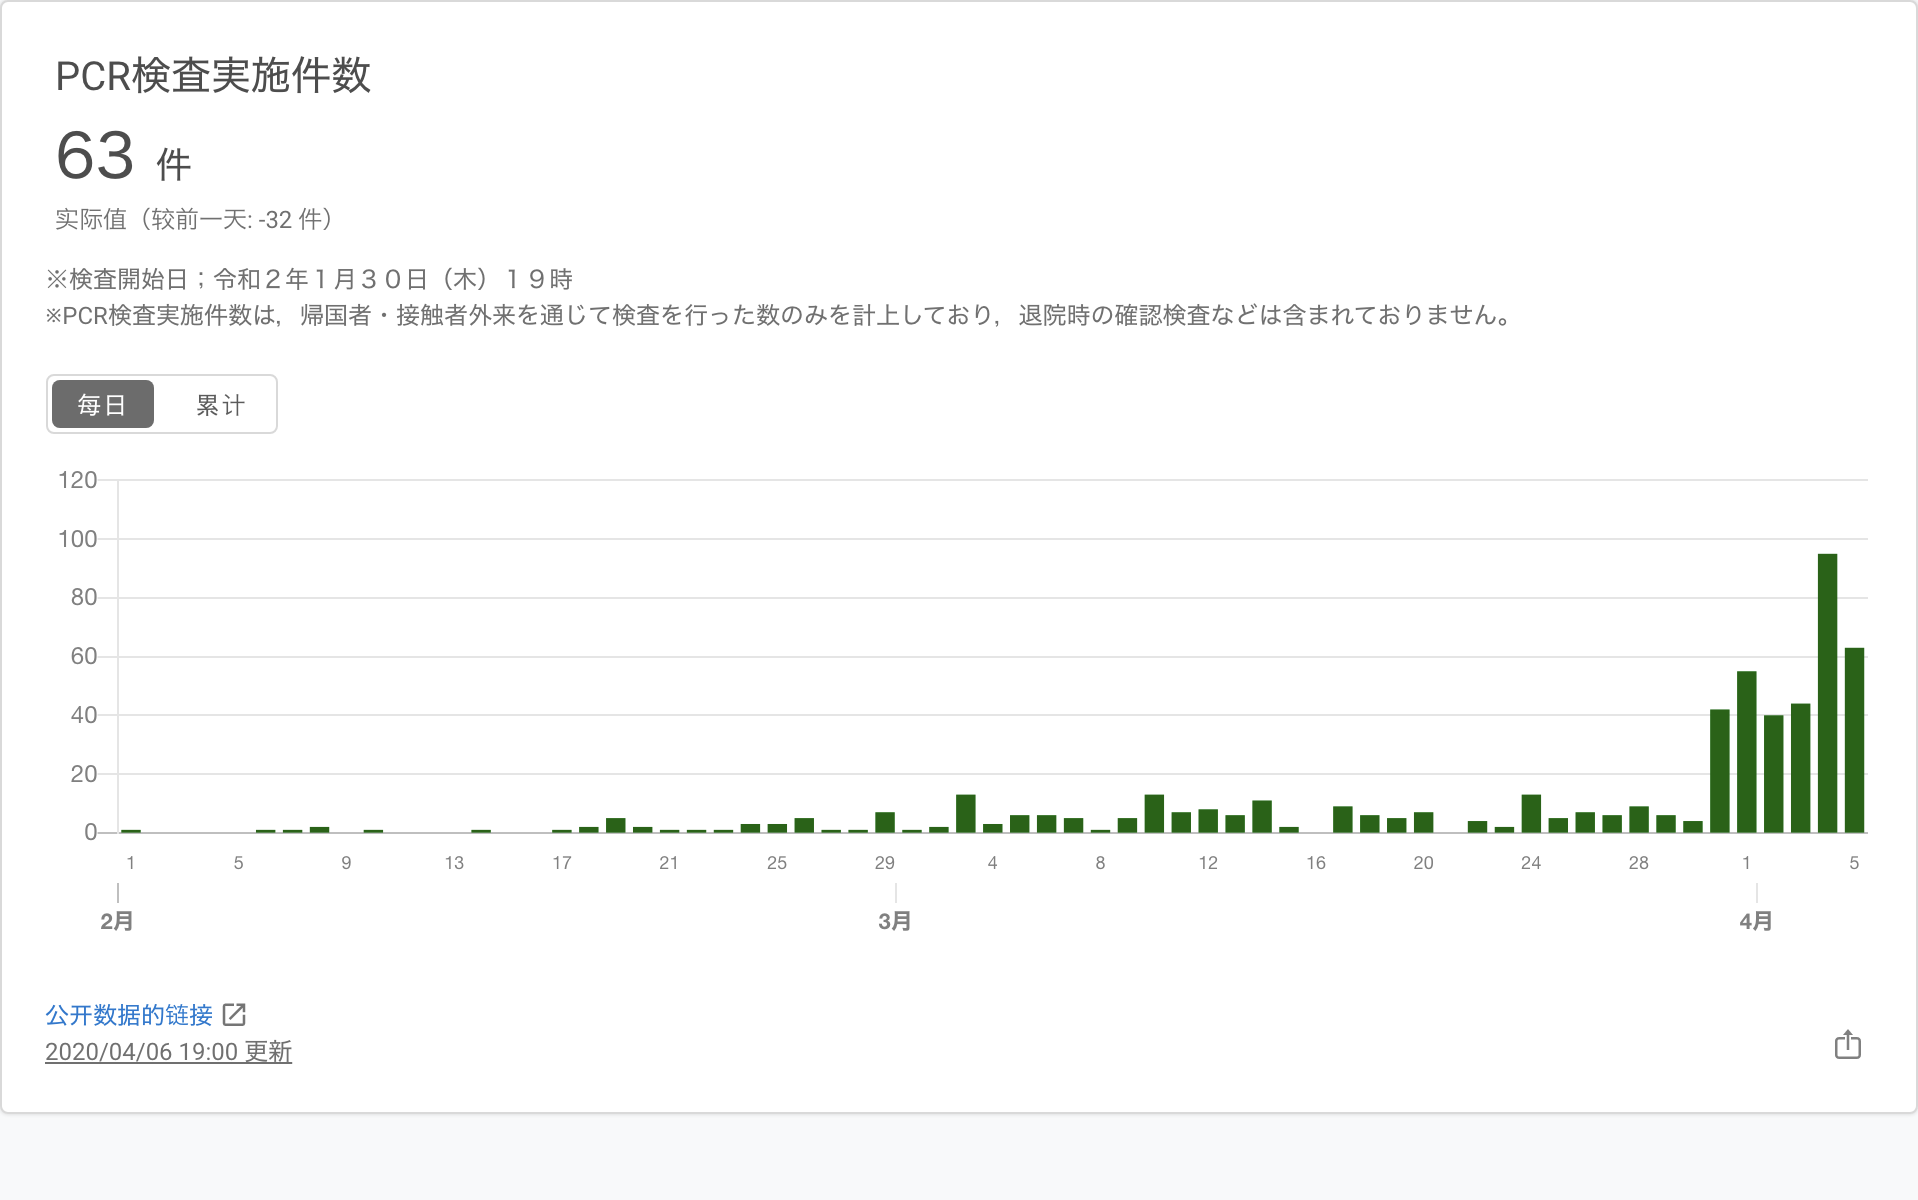 PCR検査実施件数
63 件
实际值（较前一天: -32 件）
※検査開始日；令和２年１月３０日（木）１９時
※PCR検査実施件数は，帰国者・接触者外来を通じて検査を行った数のみを計上しており，退院時の確認検査などは含まれておりません。
每日 累计
120
100
80
60
40
20
0
1 5 9 13 17 21 25 29 4 8 12 16 20 24 28 1 5
2月 3月 4月
公开数据的链接
2020/04/06 19:00 更新